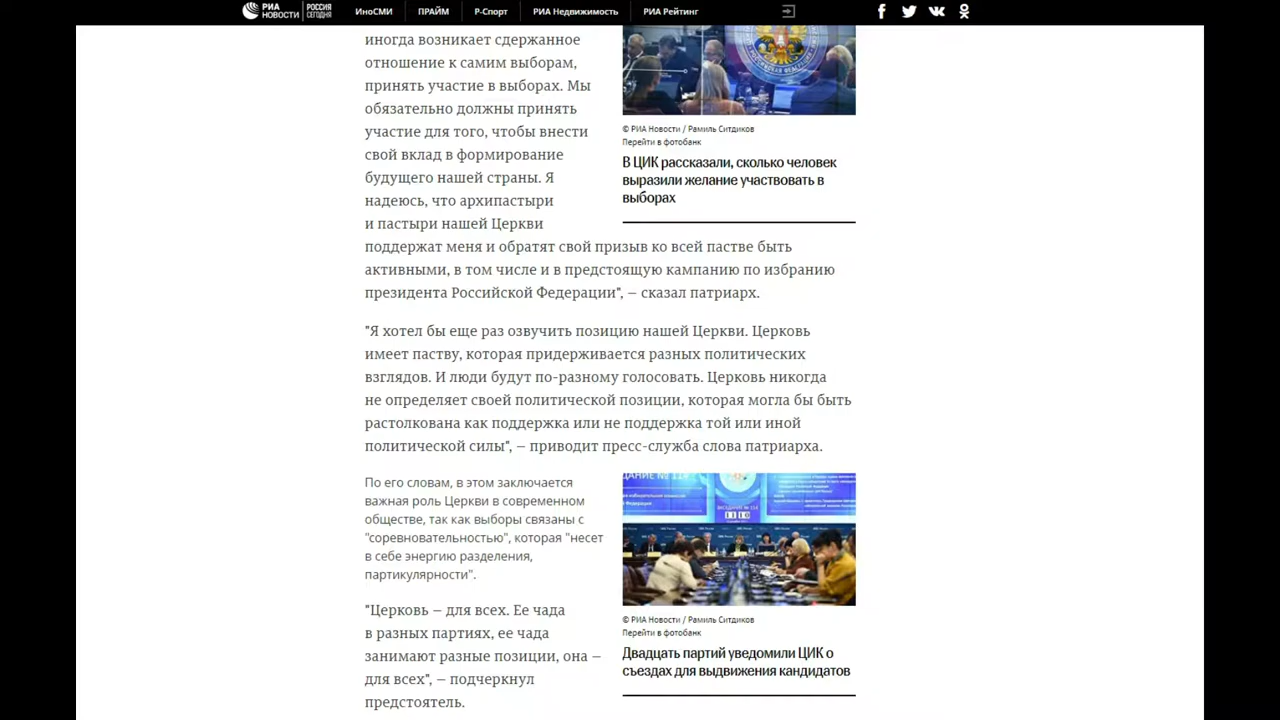 РИА НОВОСТИ
РОССИЯ СЕГОДНЯ
ИноСМИ
ПРАЙМ
Р-Спорт
РИА Недвижимость
РИА Рейтинг
иногда возникает сдержанное
отношение к самим выборам,
принять участие в выборах. Мы
обязательно должны принять
участие для того, чтобы внести
свой вклад в формирование
будущего нашей страны. Я
надеюсь, что архипастыри
и пастыри нашей Церкви
поддержат меня и обратят свой призыв ко всей пастве быть
активными, в том числе и в предстоящую кампанию по избранию
президента Российской Федерации", — сказал патриарх.
© РИА Новости / Рамиль Ситдиков
Перейти в фотобанк
В ЦИК рассказали, сколько человек
выразили желание участвовать в
выборах
"Я хотел бы еще раз озвучить позицию нашей Церкви. Церковь
имеет паству, которая придерживается разных политических
взглядов. И люди будут по-разному голосовать. Церковь никогда
не определяет своей политической позиции, которая могла бы быть
растолкована как поддержка или не поддержка той или иной
политической силы", — приводит пресс-служба слова патриарха.
По его словам, в этом заключается
важная роль Церкви в современном
обществе, так как выборы связаны с
"соревновательностью", которая "несет
в себе энергию разделения,
партикулярности".
"Церковь — для всех. Ее чада
в разных партиях, ее чада
занимают разные позиции, она —
для всех", — подчеркнул
предстоятель.
© РИА Новости / Рамиль Ситдиков
Перейти в фотобанк
Двадцать партий уведомили ЦИК о
съездах для выдвижения кандидатов